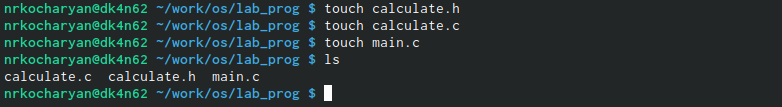 nrkocharyan@dk4n62 ~/work/os/lab_prog $ touch calculate.h
nrkocharyan@dk4n62 ~/work/os/lab_prog $ touch calculate.c
nrkocharyan@dk4n62 ~/work/os/lab_prog $ touch main.c
nrkocharyan@dk4n62 ~/work/os/lab_prog $ ls
calculate.c  calculate.h  main.c
nrkocharyan@dk4n62 ~/work/os/lab_prog $